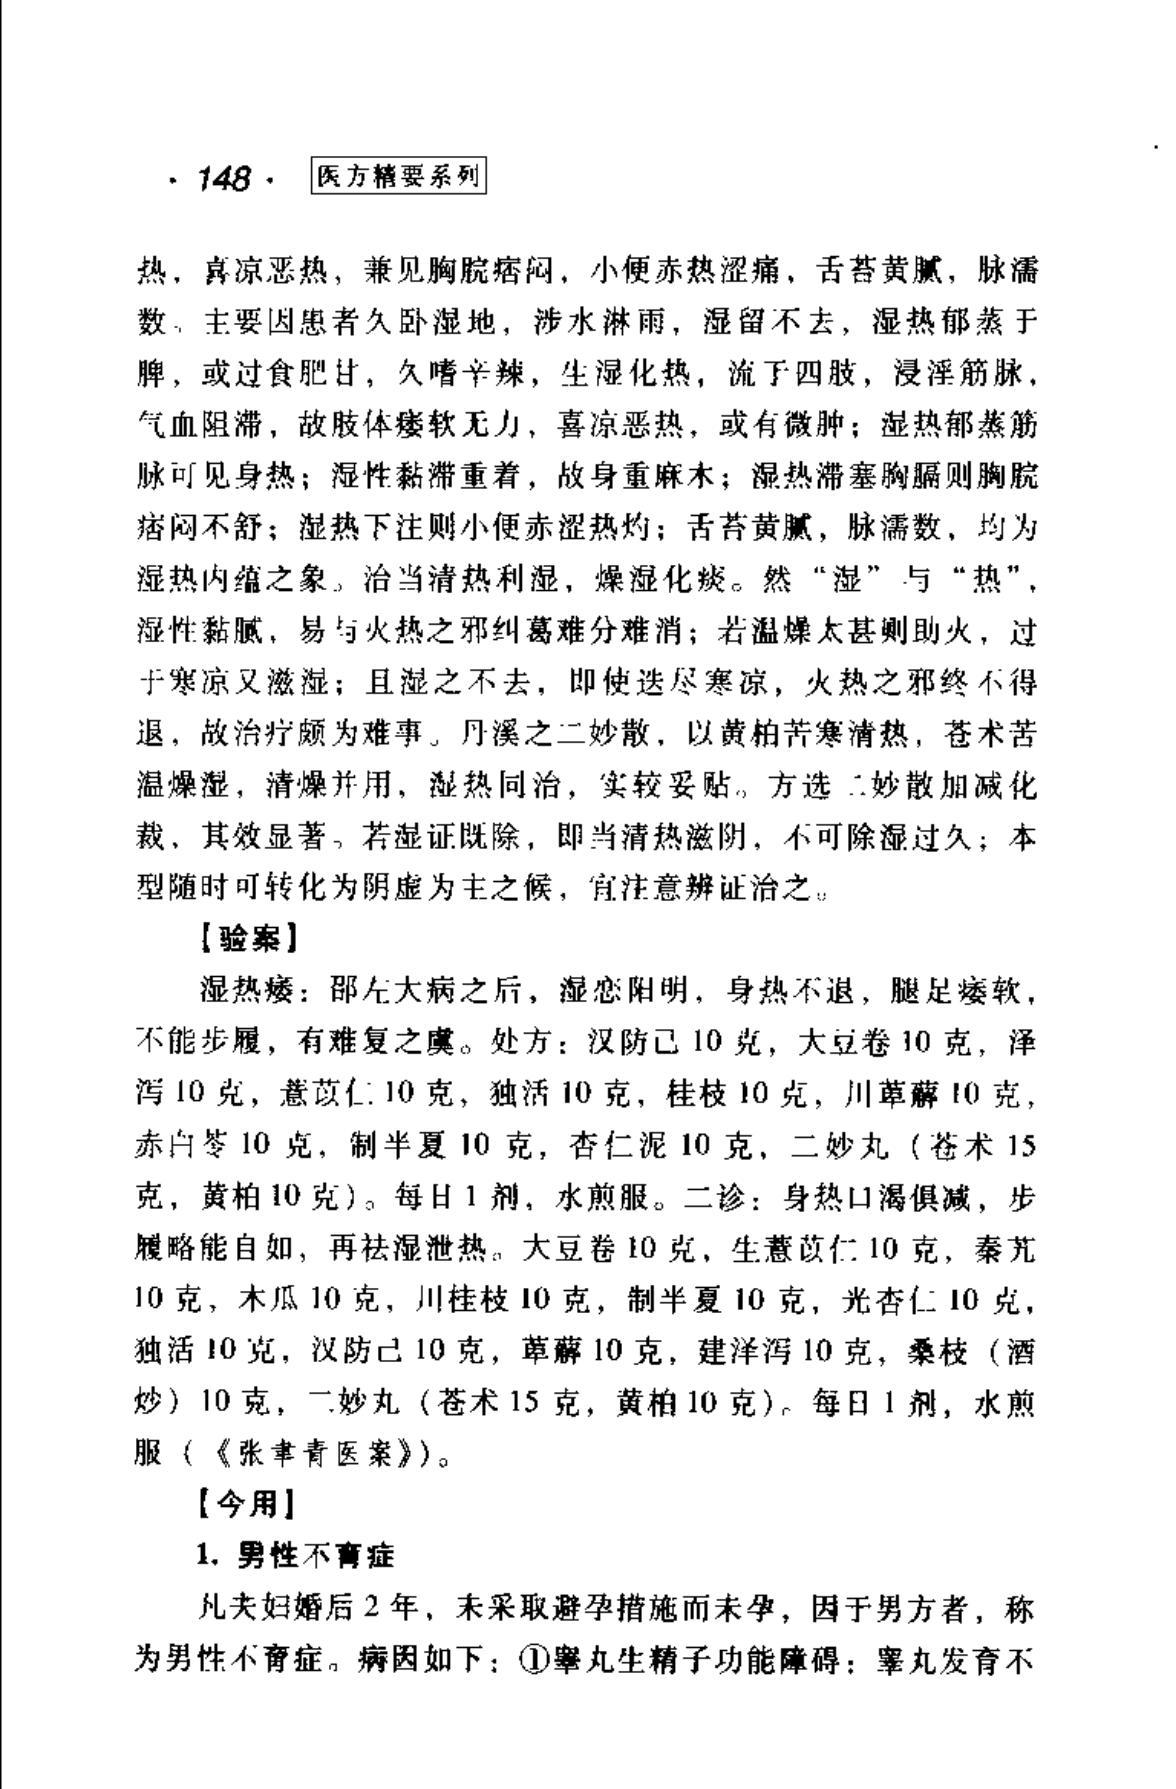 · 148 · 医方精要系列
热，喜凉恶热，兼见胸脘痞闷，小便赤热涩痛，舌苔黄腻，脉濡
数。主要因患者久卧湿地，涉水淋雨，湿留不去，湿热郁蒸于
脾，或过食肥甘，久嗜辛辣，生湿化热，流于四肢，浸淫筋脉，
气血阻滞，故肢体痿软无力，喜凉恶热，或有微肿；湿热郁蒸筋
脉可见身热；湿性黏滞重着，故身重麻木；湿热滞塞胸膈则胸脘
痞闷不舒；湿热下注则小便赤涩热灼；舌苔黄腻，脉濡数，均为
湿热内蕴之象。治当清热利湿，燥湿化痰。然“湿”与“热”，
湿性黏腻，易与火热之邪纠葛难分难消；若温燥太甚则助火，过
于寒凉又滋湿；且湿之不去，即使迭尽寒凉，火热之邪终不得
退，故治疗颇为难事。丹溪之二妙散，以黄柏苦寒清热，苍术苦
温燥湿，清燥并用，湿热同治，实较妥贴。方选二妙散加减化
裁，其效显著。若湿证既除，即当清热滋阴，不可除湿过久；本
型随时可转化为阴虚为主之候，宜注意辨证治之。
【验案】
湿热痿：邵左大病之后，湿恋阳明，身热不退，腿足痿软，
不能步履，有难复之虞。处方：汉防己 10 克，大豆卷 10 克，泽
泻 10 克，薏苡仁 10 克，独活 10 克，桂枝 10 克，川萆薢 10 克，
赤白苓 10 克，制半夏 10 克，杏仁泥 10 克，二妙丸（苍术 15
克，黄柏 10 克）。每日 1 剂，水煎服。二诊：身热口渴俱减，步
履略能自如，再祛湿泄热。大豆卷 10 克，生薏苡仁 10 克，秦艽
10 克，木瓜 10 克，川桂枝 10 克，制半夏 10 克，光杏仁 10 克，
独活 10 克，汉防己 10 克，萆薢 10 克，建泽泻 10 克，桑枝（酒
炒）10 克，二妙丸（苍术 15 克，黄柏 10 克）。每日 1 剂，水煎
服（《张聿青医案》）。
【今用】
1. 男性不育症
凡夫妇婚后 2 年，未采取避孕措施而未孕，因于男方者，称
为男性不育症。病因如下：①睾丸生精子功能障碍：睾丸发育不